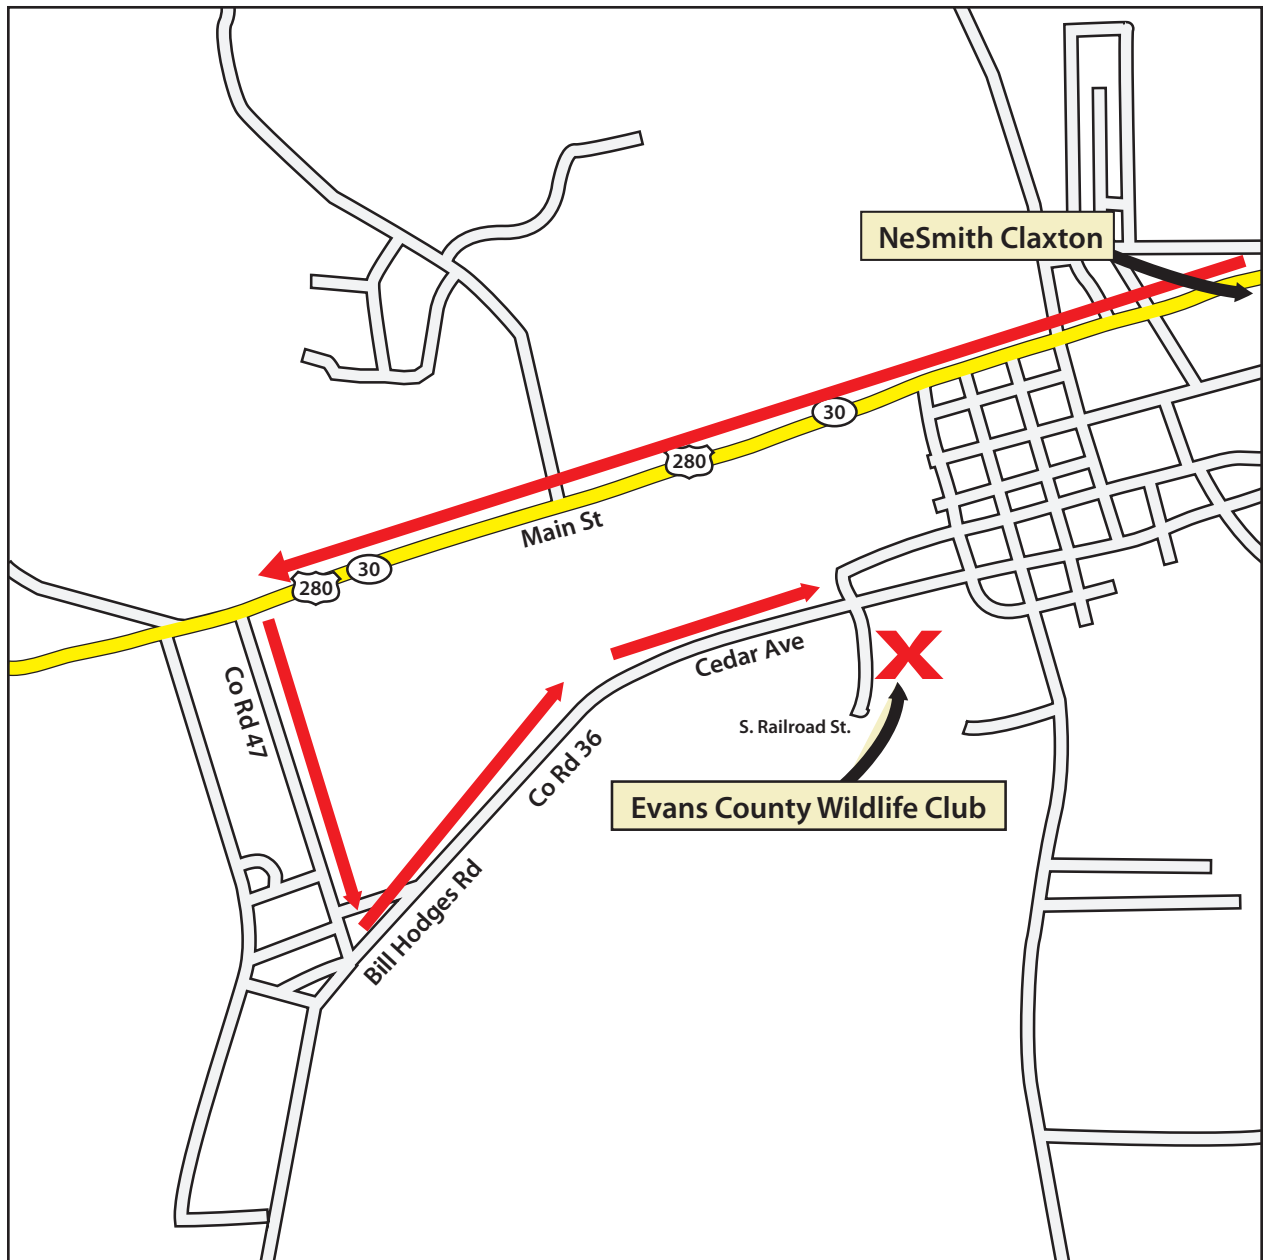 NeSmith Claxton
30
280
Main St
30
280
Cedar Ave
Co Rd 47
S. Railroad St.
Co Rd 36
Evans County Wildlife Club
Bill Hodges Rd